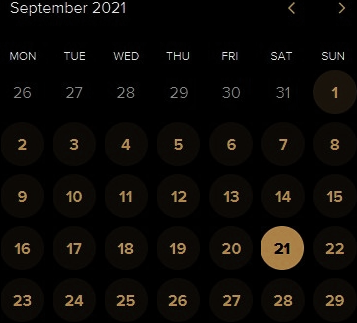 September 2021 < >
MON TUE WED THU FRI SAT SUN
26 27 28 29 30 31 1
2 3 4 5 6 7 8
9 10 11 12 13 14 15
16 17 18 19 20 21 22
23 24 25 26 27 28 29